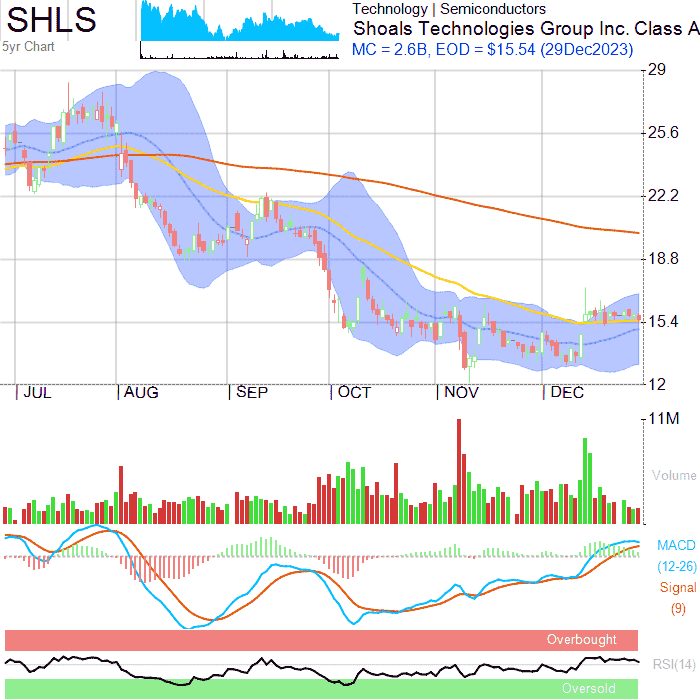 SHLS
5yr Chart
Technology | Semiconductors
Shoals Technologies Group Inc. Class A
MC = 2.6B, EOD = $15.54 (29Dec2023)
29
25.6
22.2
18.8
15.4
12
JUL
AUG
SEP
OCT
NOV
DEC
11M
Volume
MACD
(12-26)
Signal
(9)
Overbought
RSI(14)
Oversold